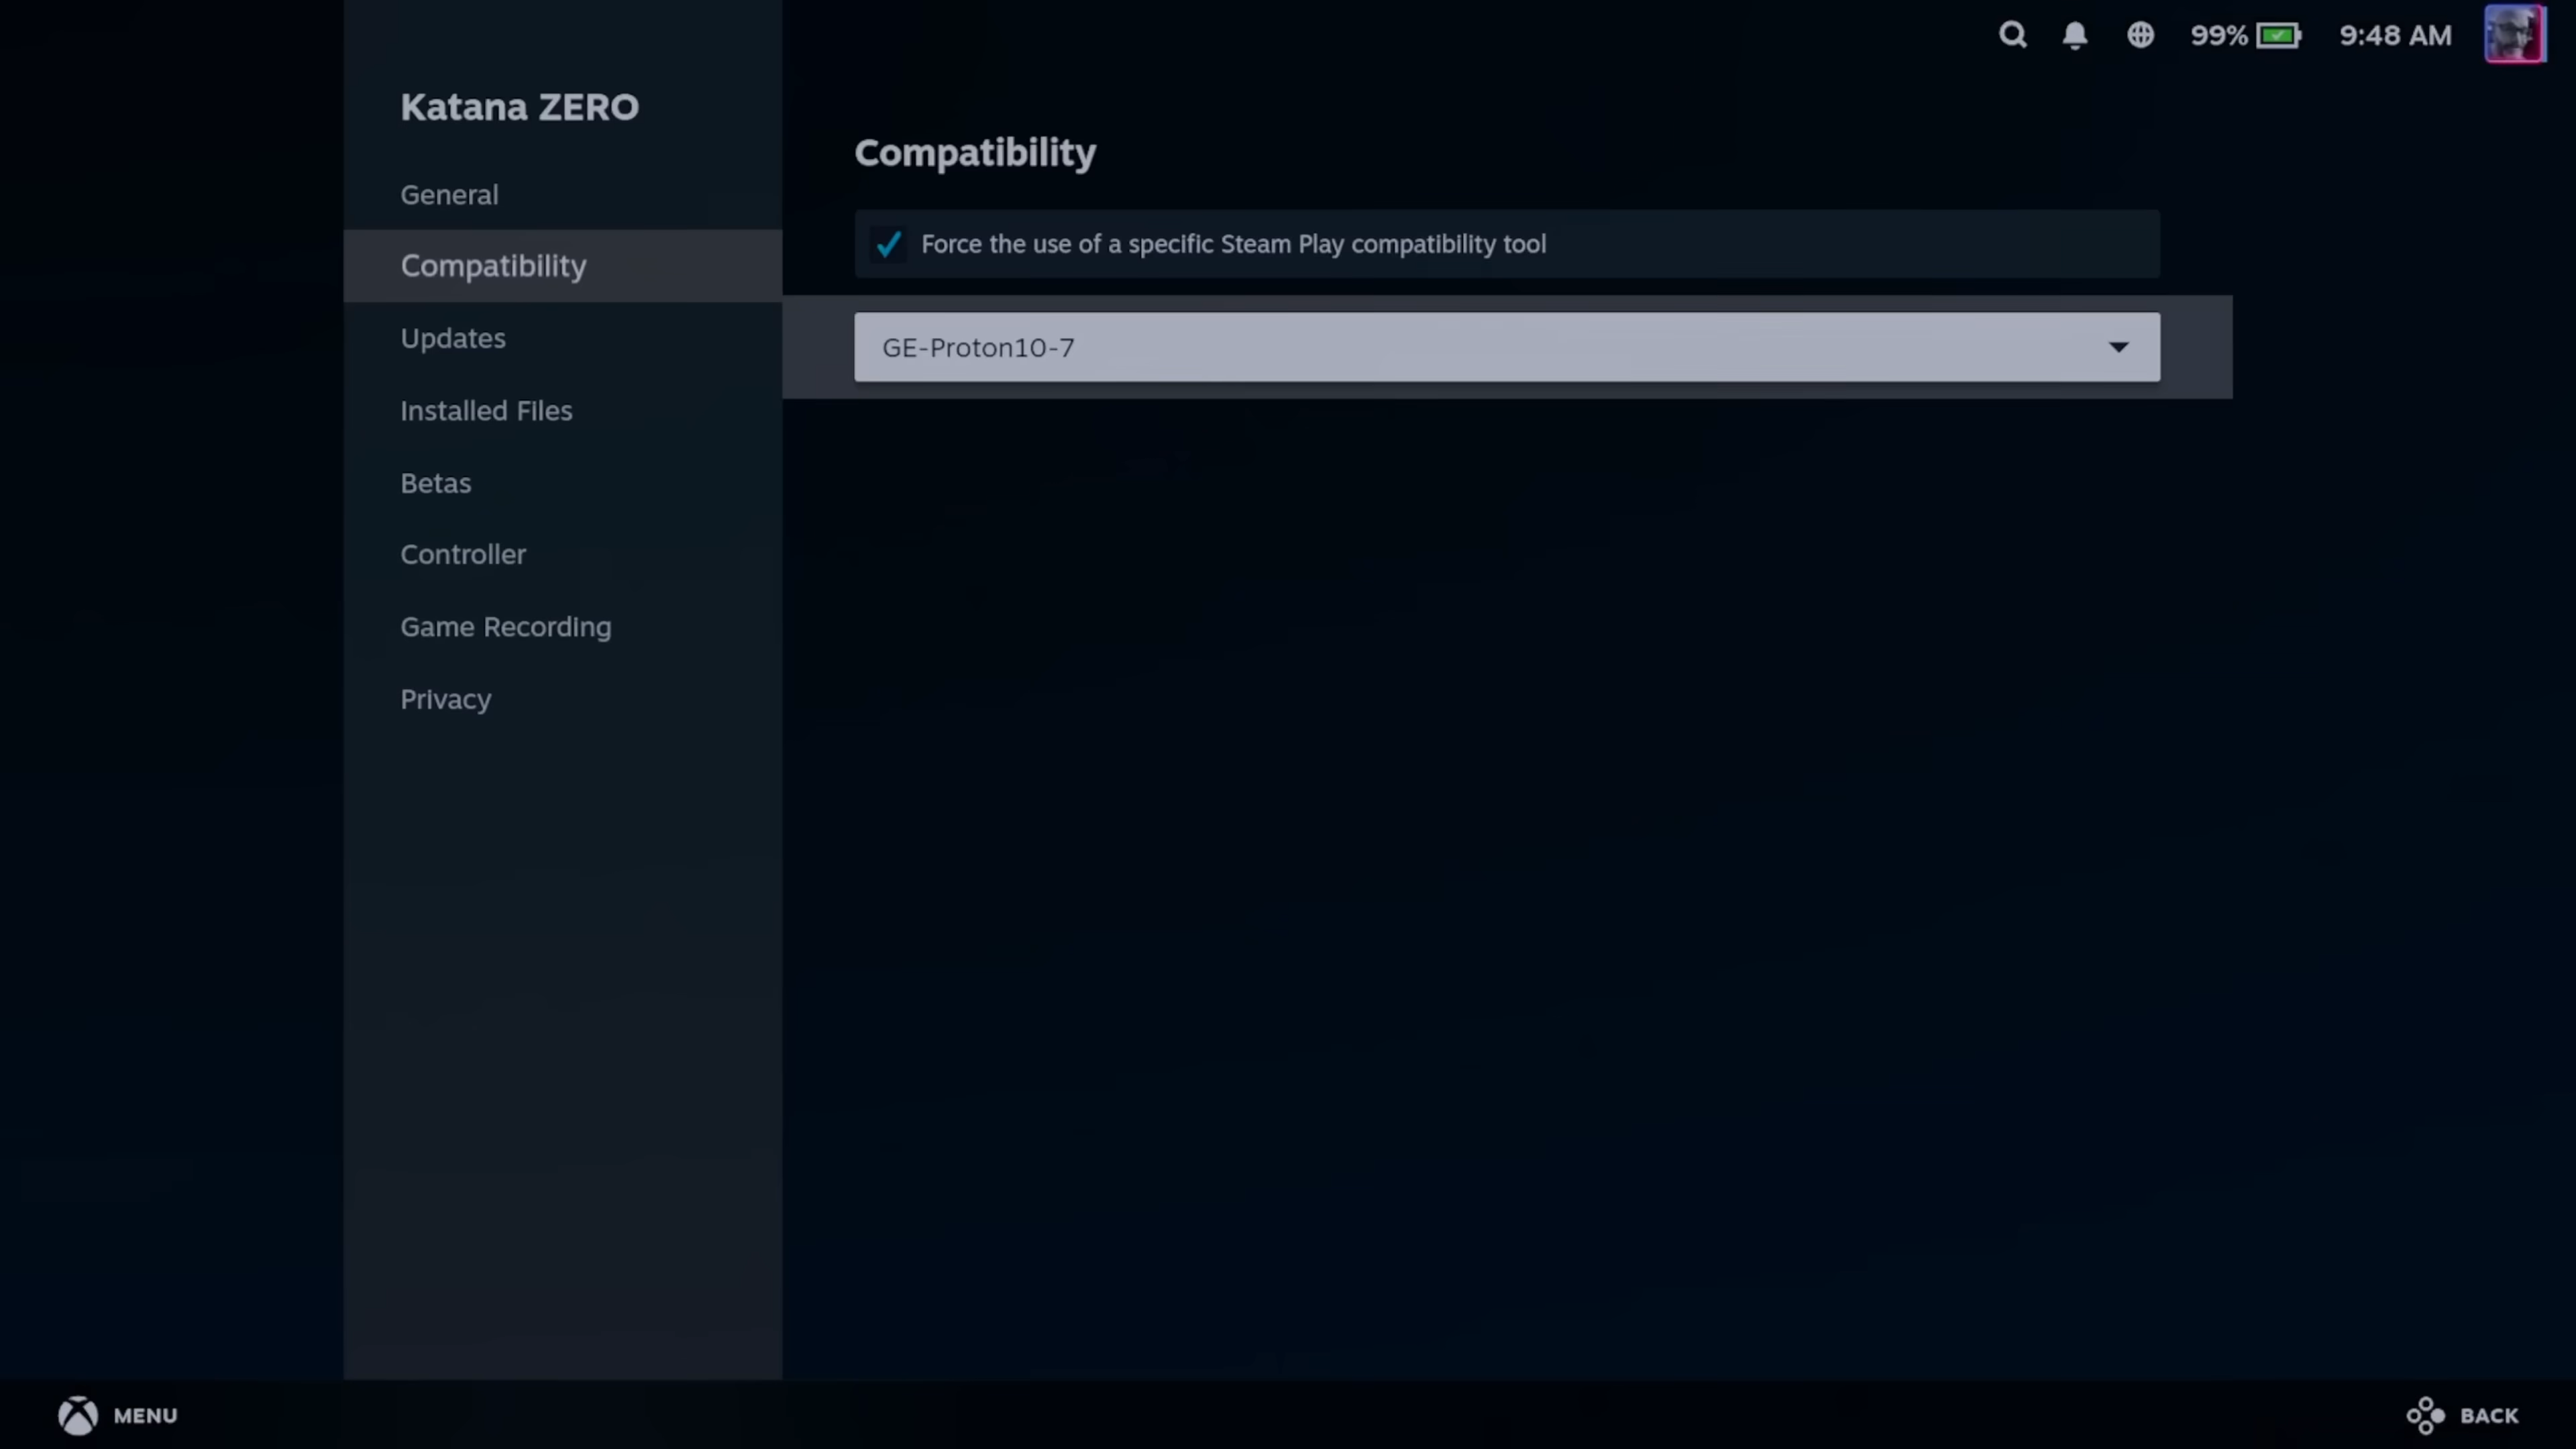 99%
9:48 AM
Katana ZERO
General
Compatibility
Updates
Installed Files
Betas
Controller
Game Recording
Privacy
Compatibility
Force the use of a specific Steam Play compatibility tool
GE-Proton10-7
MENU
BACK